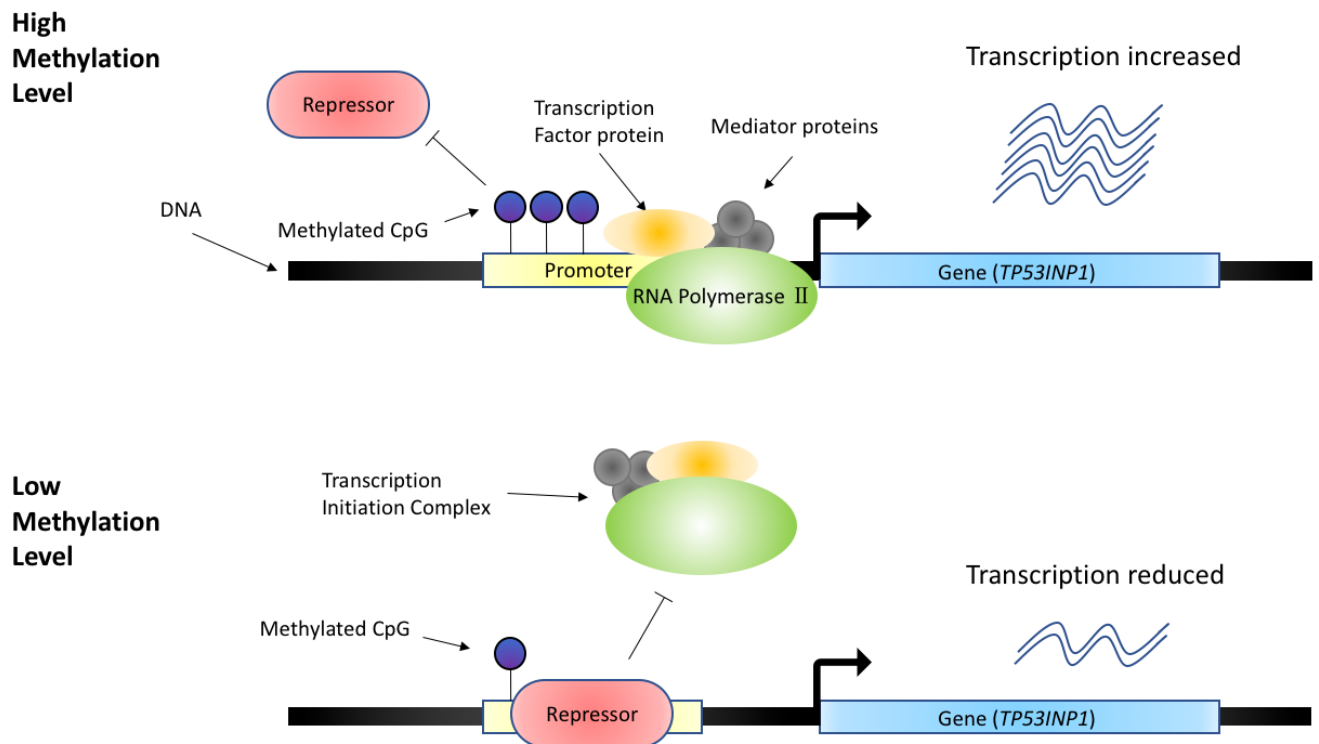 High
Methylation
Level
Transcription increased
Repressor
Transcription
Factor protein
Mediator proteins
DNA
Methylated CpG
Promoter
Gene (TP53INP1)
RNA Polymerase Ⅱ
Low
Methylation
Level
Transcription
Initiation Complex
Transcription reduced
Methylated CpG
Repressor
Gene (TP53INP1)